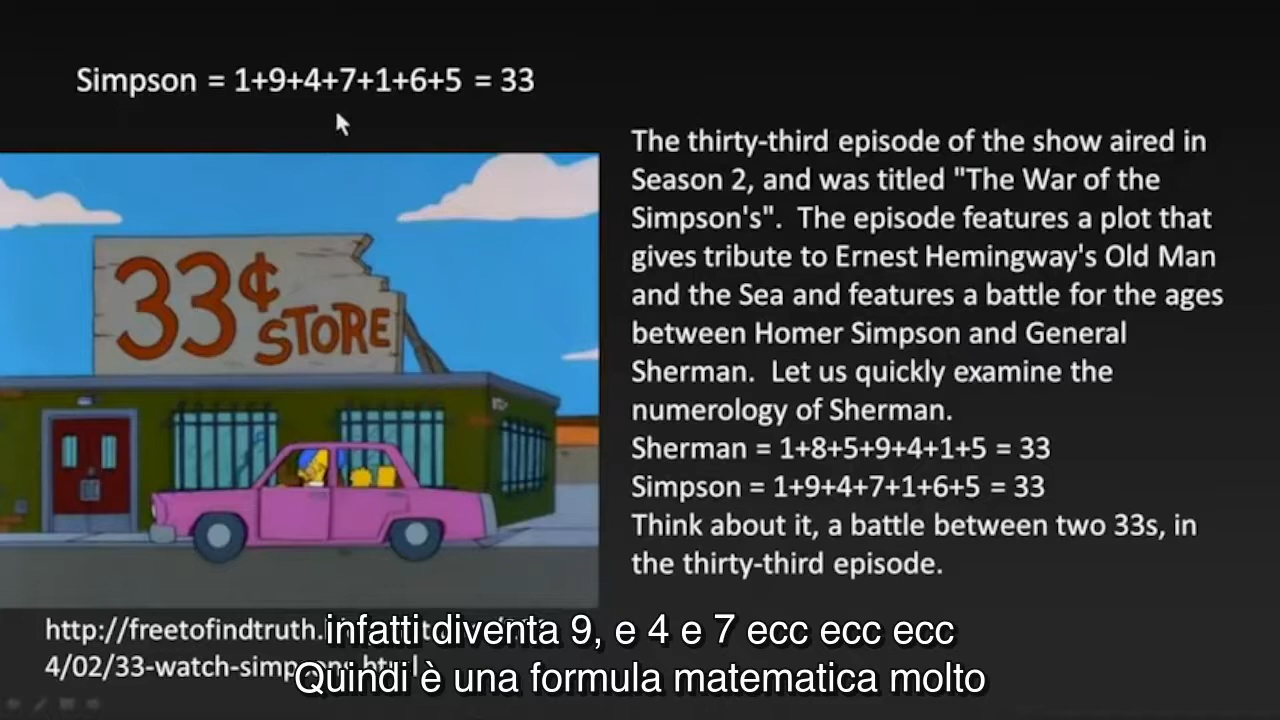 Simpson = 1+9+4+7+1+6+5 = 33
33¢
STORE
The thirty-third episode of the show aired in
Season 2, and was titled "The War of the
Simpson's". The episode features a plot that
gives tribute to Ernest Hemingway's Old Man
and the Sea and features a battle for the ages
between Homer Simpson and General
Sherman. Let us quickly examine the
numerology of Sherman.
Sherman = 1+8+5+9+4+1+5 = 33
Simpson = 1+9+4+7+1+6+5 = 33
Think about it, a battle between two 33s, in
the thirty-third episode.
http://freetofindtruth.
4/02/33-watch-simpsons.html
infatti diventa 9, e 4 e 7 ecc ecc ecc
Quindi è una formula matematica molto